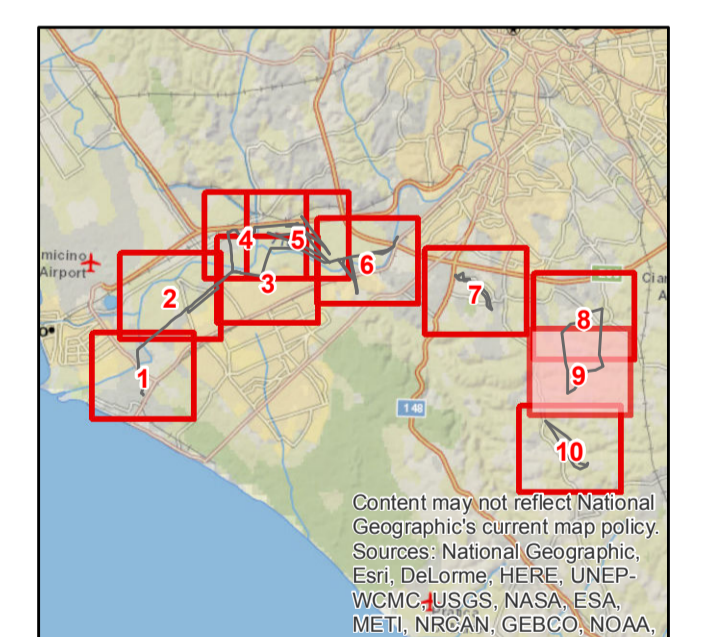 4
5
6
micino
Airport
3
2
7
Cian
A
8
o
1
9
148
10
Content may not reflect National
Geographic's current map policy.
Sources: National Geographic,
Esri, DeLorme, HERE, UNEP-
WCMC, USGS, NASA, ESA,
METI, NRCAN, GEBCO, NOAA,